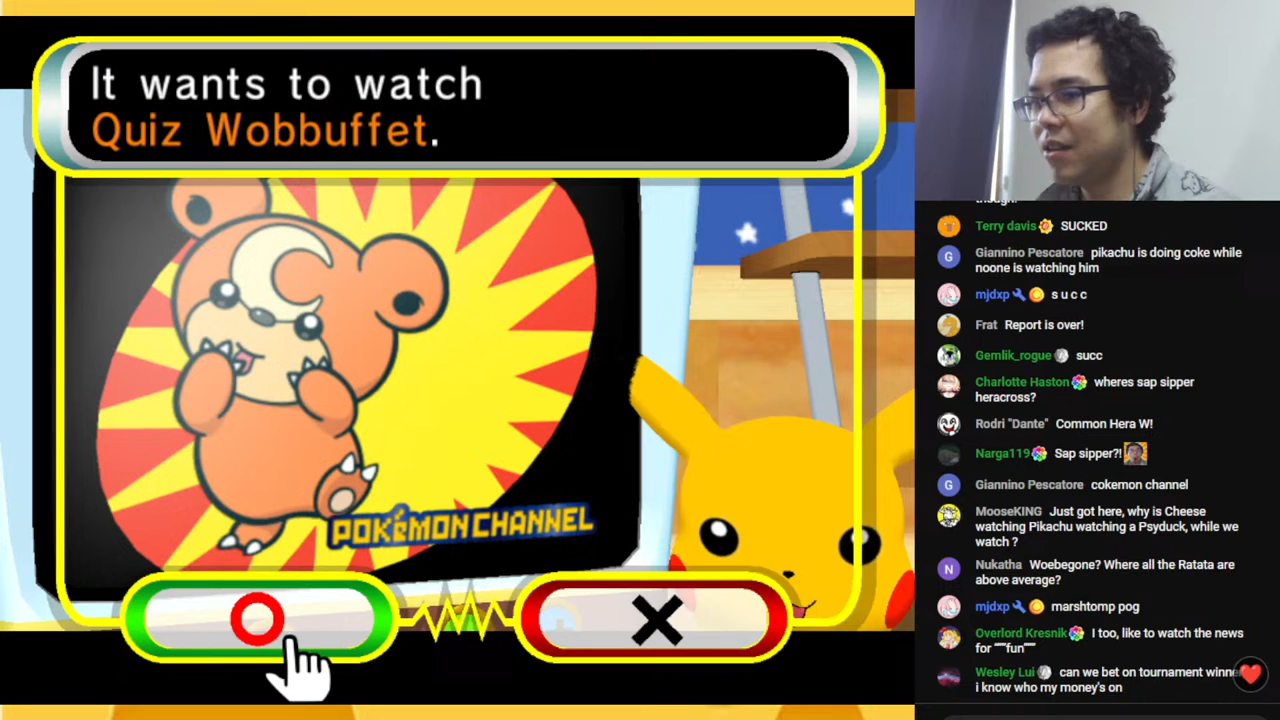 It wants to watch
Quiz Wobbuffet.
POKéMON CHANNEL
Terry davis SUCKED
G Giannino Pescatore pikachu is doing coke while
noone is watching him
mjdxp s u c c
Frat Report is over!
Gemlik_rogue succ
Charlotte Haston wheres sap sipper
heracross?
Rodri "Dante" Common Hera W!
Narga119 Sap sipper?!
G Giannino Pescatore cokemon channel
MooseKING Just got here, why is Cheese
watching Pikachu watching a Psyduck, while we
watch ?
N Nukatha Woebegone? Where all the Ratata are
above average?
mjdxp marshtomp pog
Overlord Kresnik I too, like to watch the news
for """fun"""
Wesley Lui can we bet on tournament
i know who my money's on